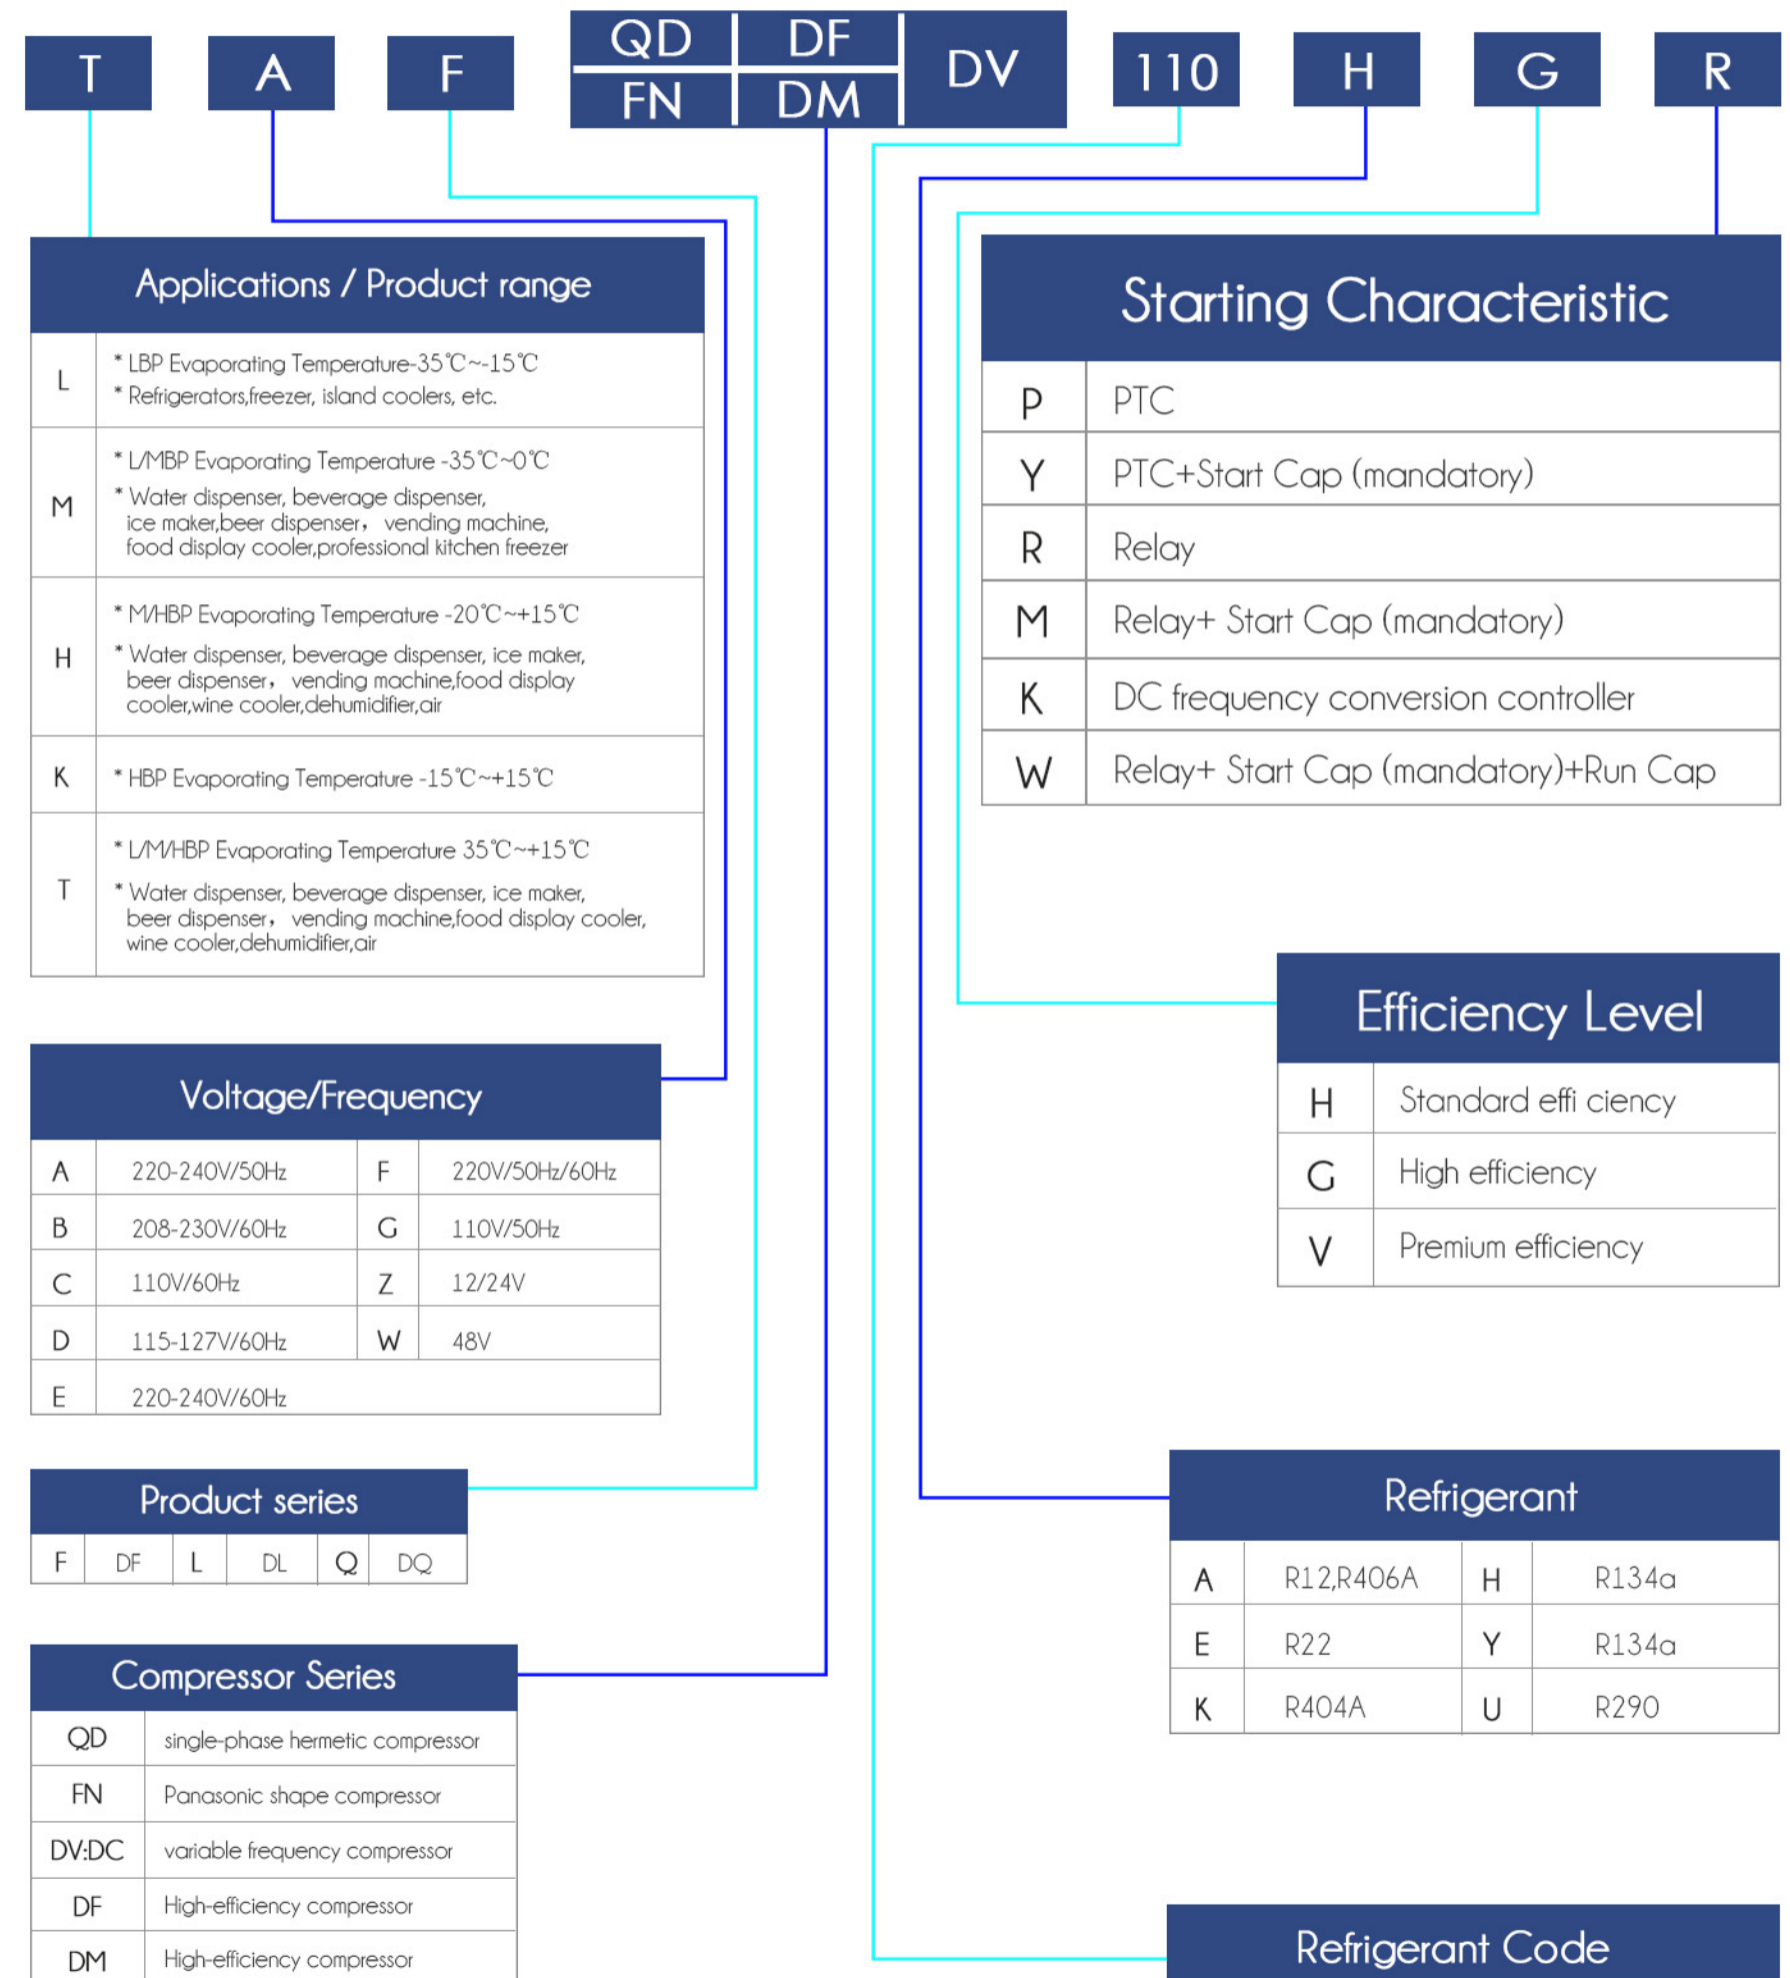 T A F QD DF DV 110 H G R
FN DM
Applications / Product range
L
* LBP Evaporating Temperature-35℃~-15℃
* Refrigerators,freezer, island coolers, etc.
M
* L/MBP Evaporating Temperature -35℃~0℃
* Water dispenser, beverage dispenser,
ice maker,beer dispenser， vending machine,
food display cooler,professional kitchen freezer
H
* M/HBP Evaporating Temperature -20℃~+15℃
* Water dispenser, beverage dispenser, ice maker,
beer dispenser， vending machine,food display
cooler,wine cooler,dehumidifier,air
K * HBP Evaporating Temperature -15℃~+15℃
T
* L/M/HBP Evaporating Temperature 35℃~+15℃
* Water dispenser, beverage dispenser, ice maker,
beer dispenser， vending machine,food display cooler,
wine cooler,dehumidifier,air
Voltage/Frequency
A 220-240V/50Hz F 220V/50Hz/60Hz
B 208-230V/60Hz G 110V/50Hz
C 110V/60Hz Z 12/24V
D 115-127V/60Hz W 48V
E 220-240V/60Hz
Product series
F DF L DL Q DQ
Compressor Series
QD single-phase hermetic compressor
FN Panasonic shape compressor
DV:DC variable frequency compressor
DF High-efficiency compressor
DM High-efficiency compressor
Starting Characteristic
P PTC
Y PTC+Start Cap (mandatory)
R Relay
M Relay+ Start Cap (mandatory)
K DC frequency conversion controller
W Relay+ Start Cap (mandatory)+Run Cap
Efficiency Level
H Standard effi ciency
G High efficiency
V Premium efficiency
Refrigerant
A R12,R406A H R134a
E R22 Y R134a
K R404A U R290
Refrigerant Code